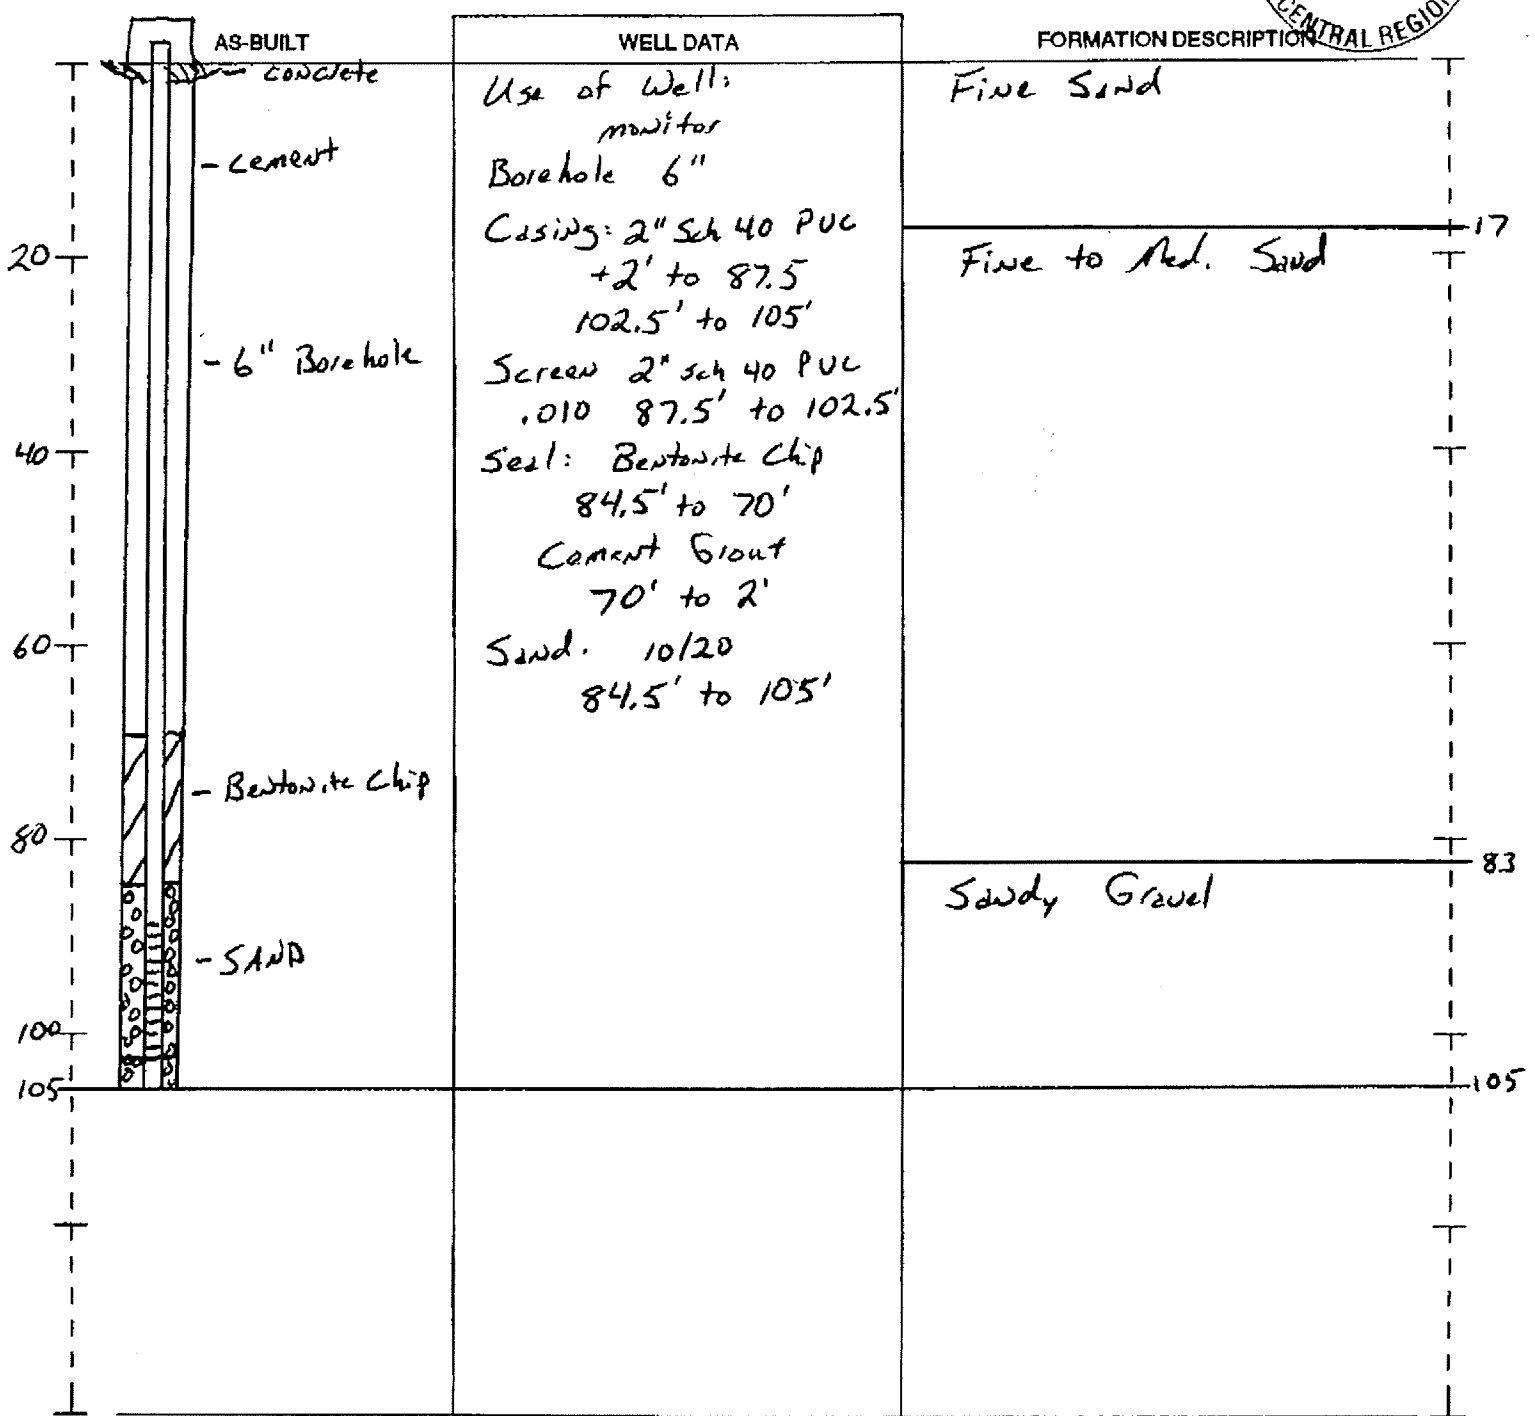 CENTRAL REGION
AS-BUILT
concrete
- cement
20
- 6" Borehole
40
60
- Bentonite Chip
80
- SAND
100
105
WELL DATA
Use of Well:
monitor
Borehole 6"
Casing: 2" Sch 40 PVC
+2' to 87.5
102.5' to 105'
Screen 2" sch 40 PVC
.010 87.5' to 102.5'
Seal: Bentonite Chip
84.5' to 70'
Cement Grout
70' to 2'
Sand. 10/20
84.5' to 105'
FORMATION DESCRIPTION
Fine Sand
17
Fine to Med. Sand
83
Sandy Gravel
105